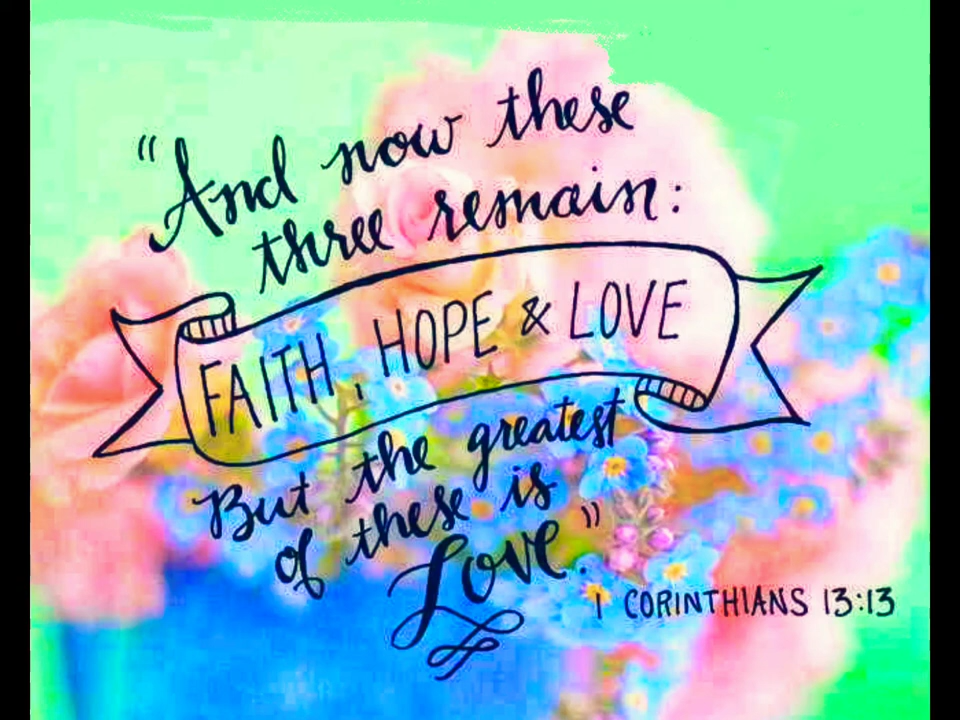 “And now these
three remain:
FAITH, HOPE & LOVE
But the greatest
of these is
Love.”
1 CORINTHIANS 13:13